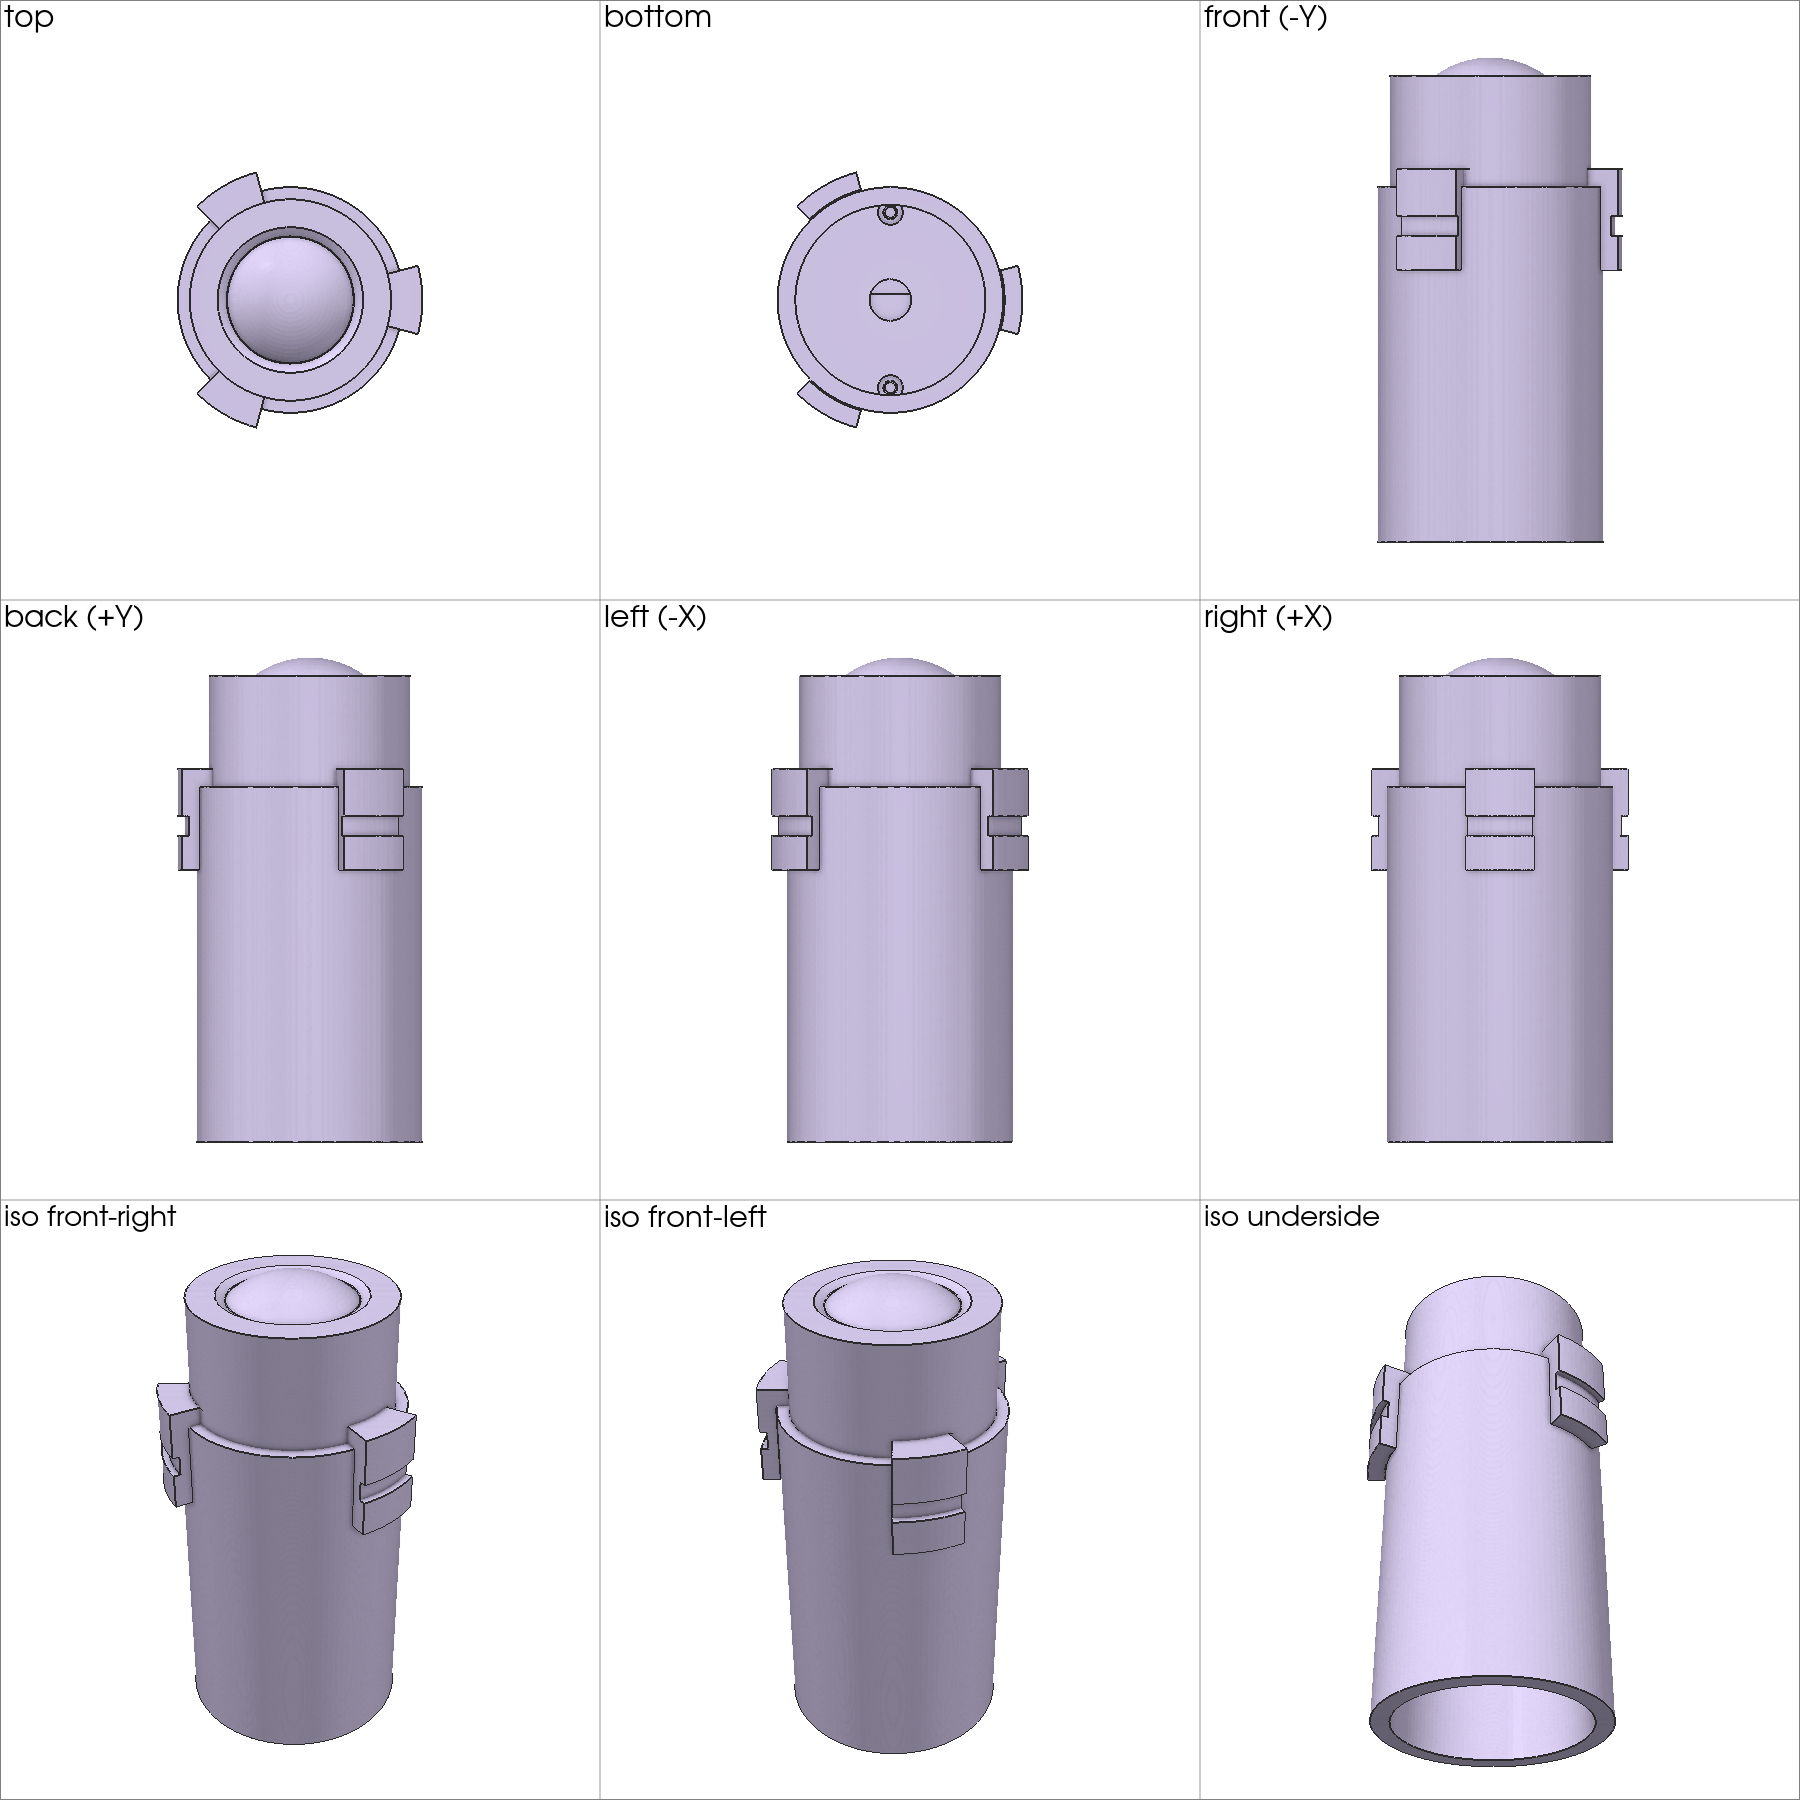 top
bottom
front (-Y)
back (+Y)
left (-X)
right (+X)
iso front-right
iso front-left
iso underside